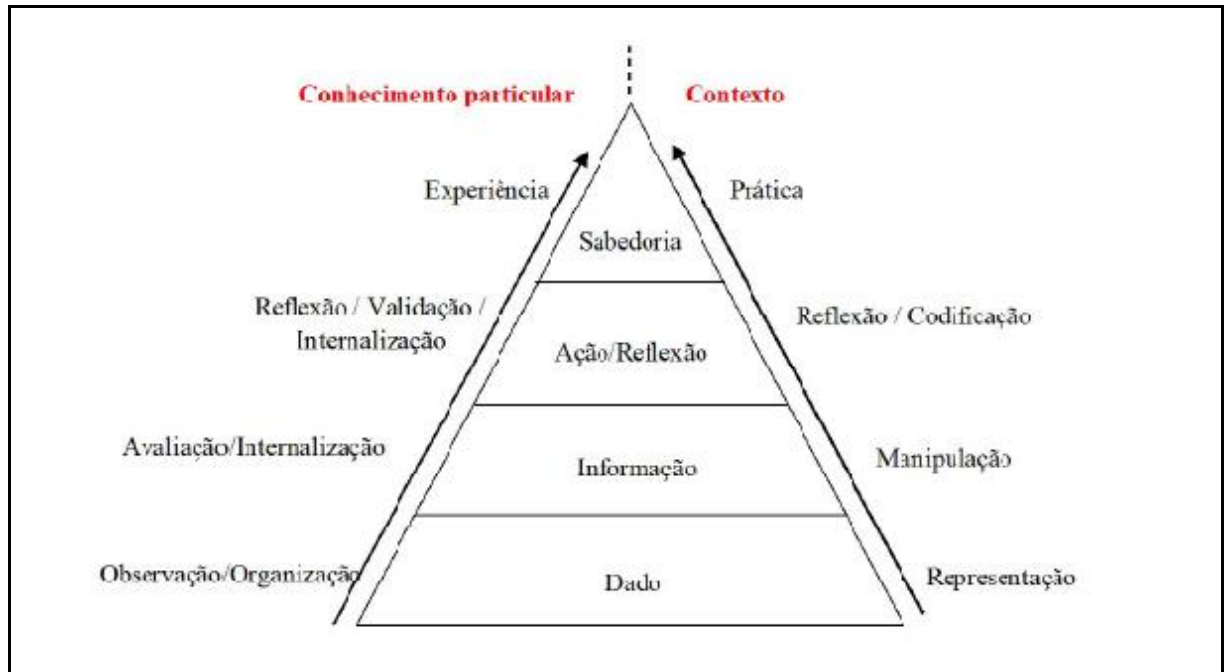 Conhecimento particular
Contexto
Experiência
Prática
Sabedoria
Reflexão / Validação /
Internalização
Reflexão / Codificação
Ação/Reflexão
Avaliação/Internalização
Informação
Manipulação
Observação/Organização
Dado
Representação